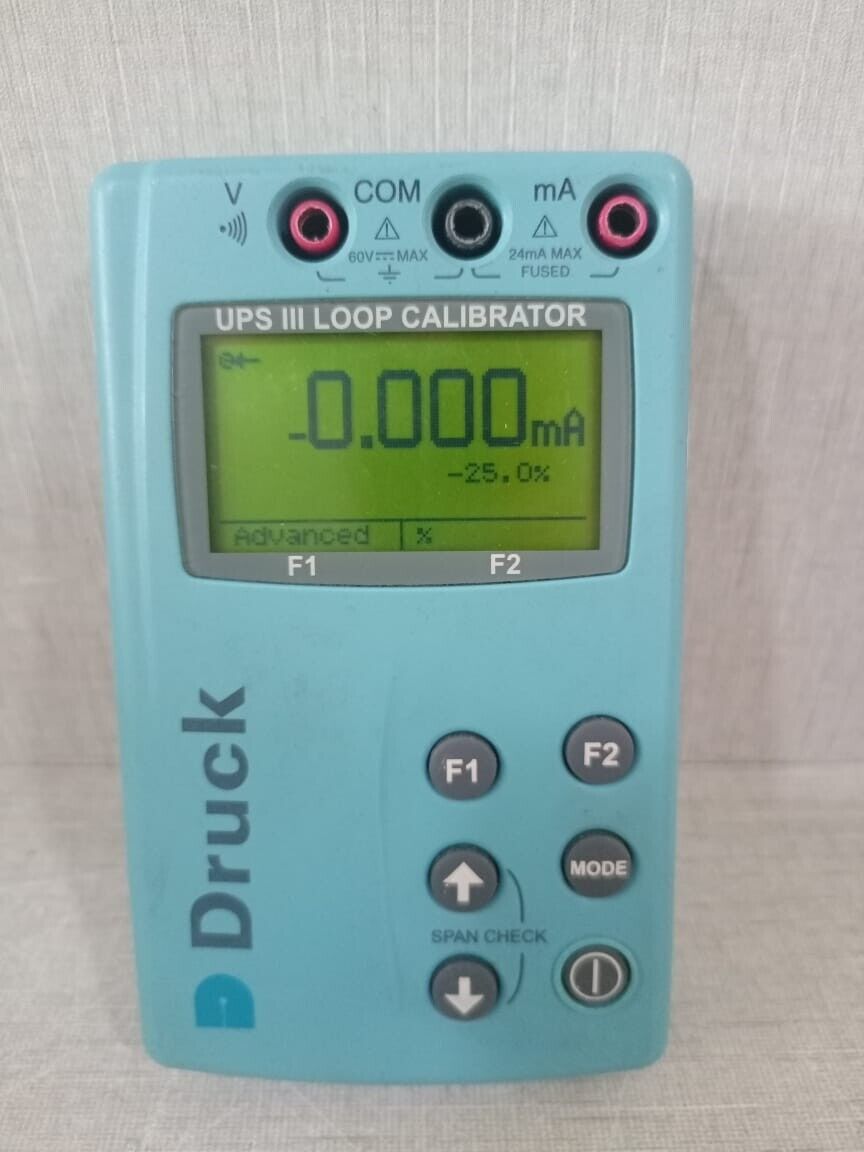 V COM mA
60V MAX
24mA MAX
FUSED
UPS III LOOP CALIBRATOR
-0.000mA
-25.0%
Advanced %
F1 F2
Druck
F1 F2
MODE
SPAN CHECK